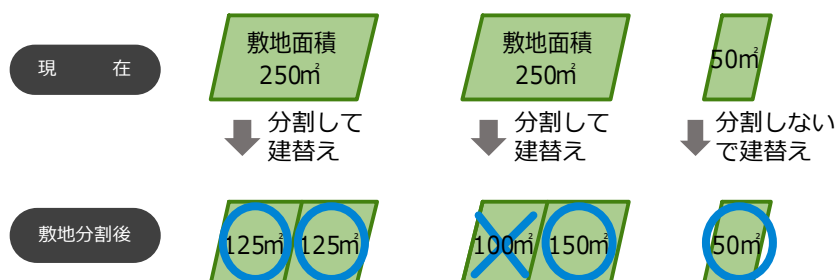 現　　在
敷地面積
250㎡
敷地面積
250㎡
50㎡
分割して
建替え
分割して
建替え
分割しない
で建替え
敷地分割後
125㎡
125㎡
100㎡
150㎡
50㎡